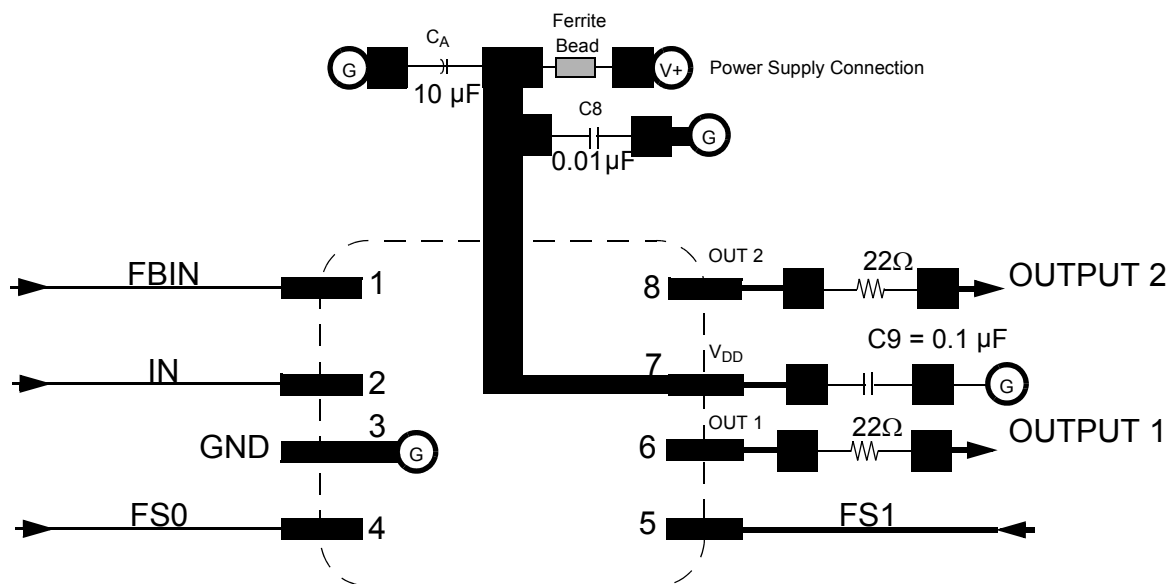 Ferrite
Bead
CA
G
V+
Power Supply Connection
10 µF
C8
G
0.01µF
FBIN
1
8
OUT 2
22Ω
OUTPUT 2
C9 = 0.1 µF
IN
2
7
VDD
G
GND
3
G
6
OUT 1
22Ω
OUTPUT 1
FS0
4
5
FS1